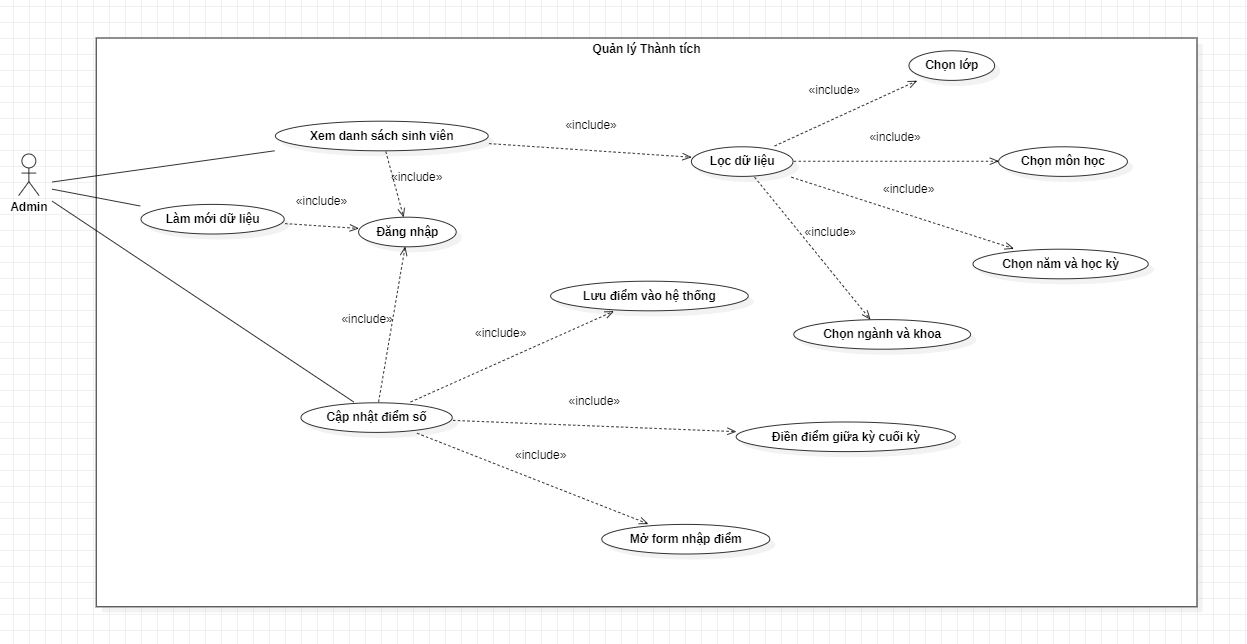 Quản lý Thành tích
Chọn lớp
«include»
«include»
Xem danh sách sinh viên
«include»
Lọc dữ liệu
Chọn môn học
«include»
«include»
Admin
«include»
Làm mới dữ liệu
Đăng nhập
«include»
Chọn năm và học kỳ
Lưu điểm vào hệ thống
«include»
«include»
Chọn ngành và khoa
«include»
Cập nhật điểm số
Điền điểm giữa kỳ cuối kỳ
«include»
Mở form nhập điểm